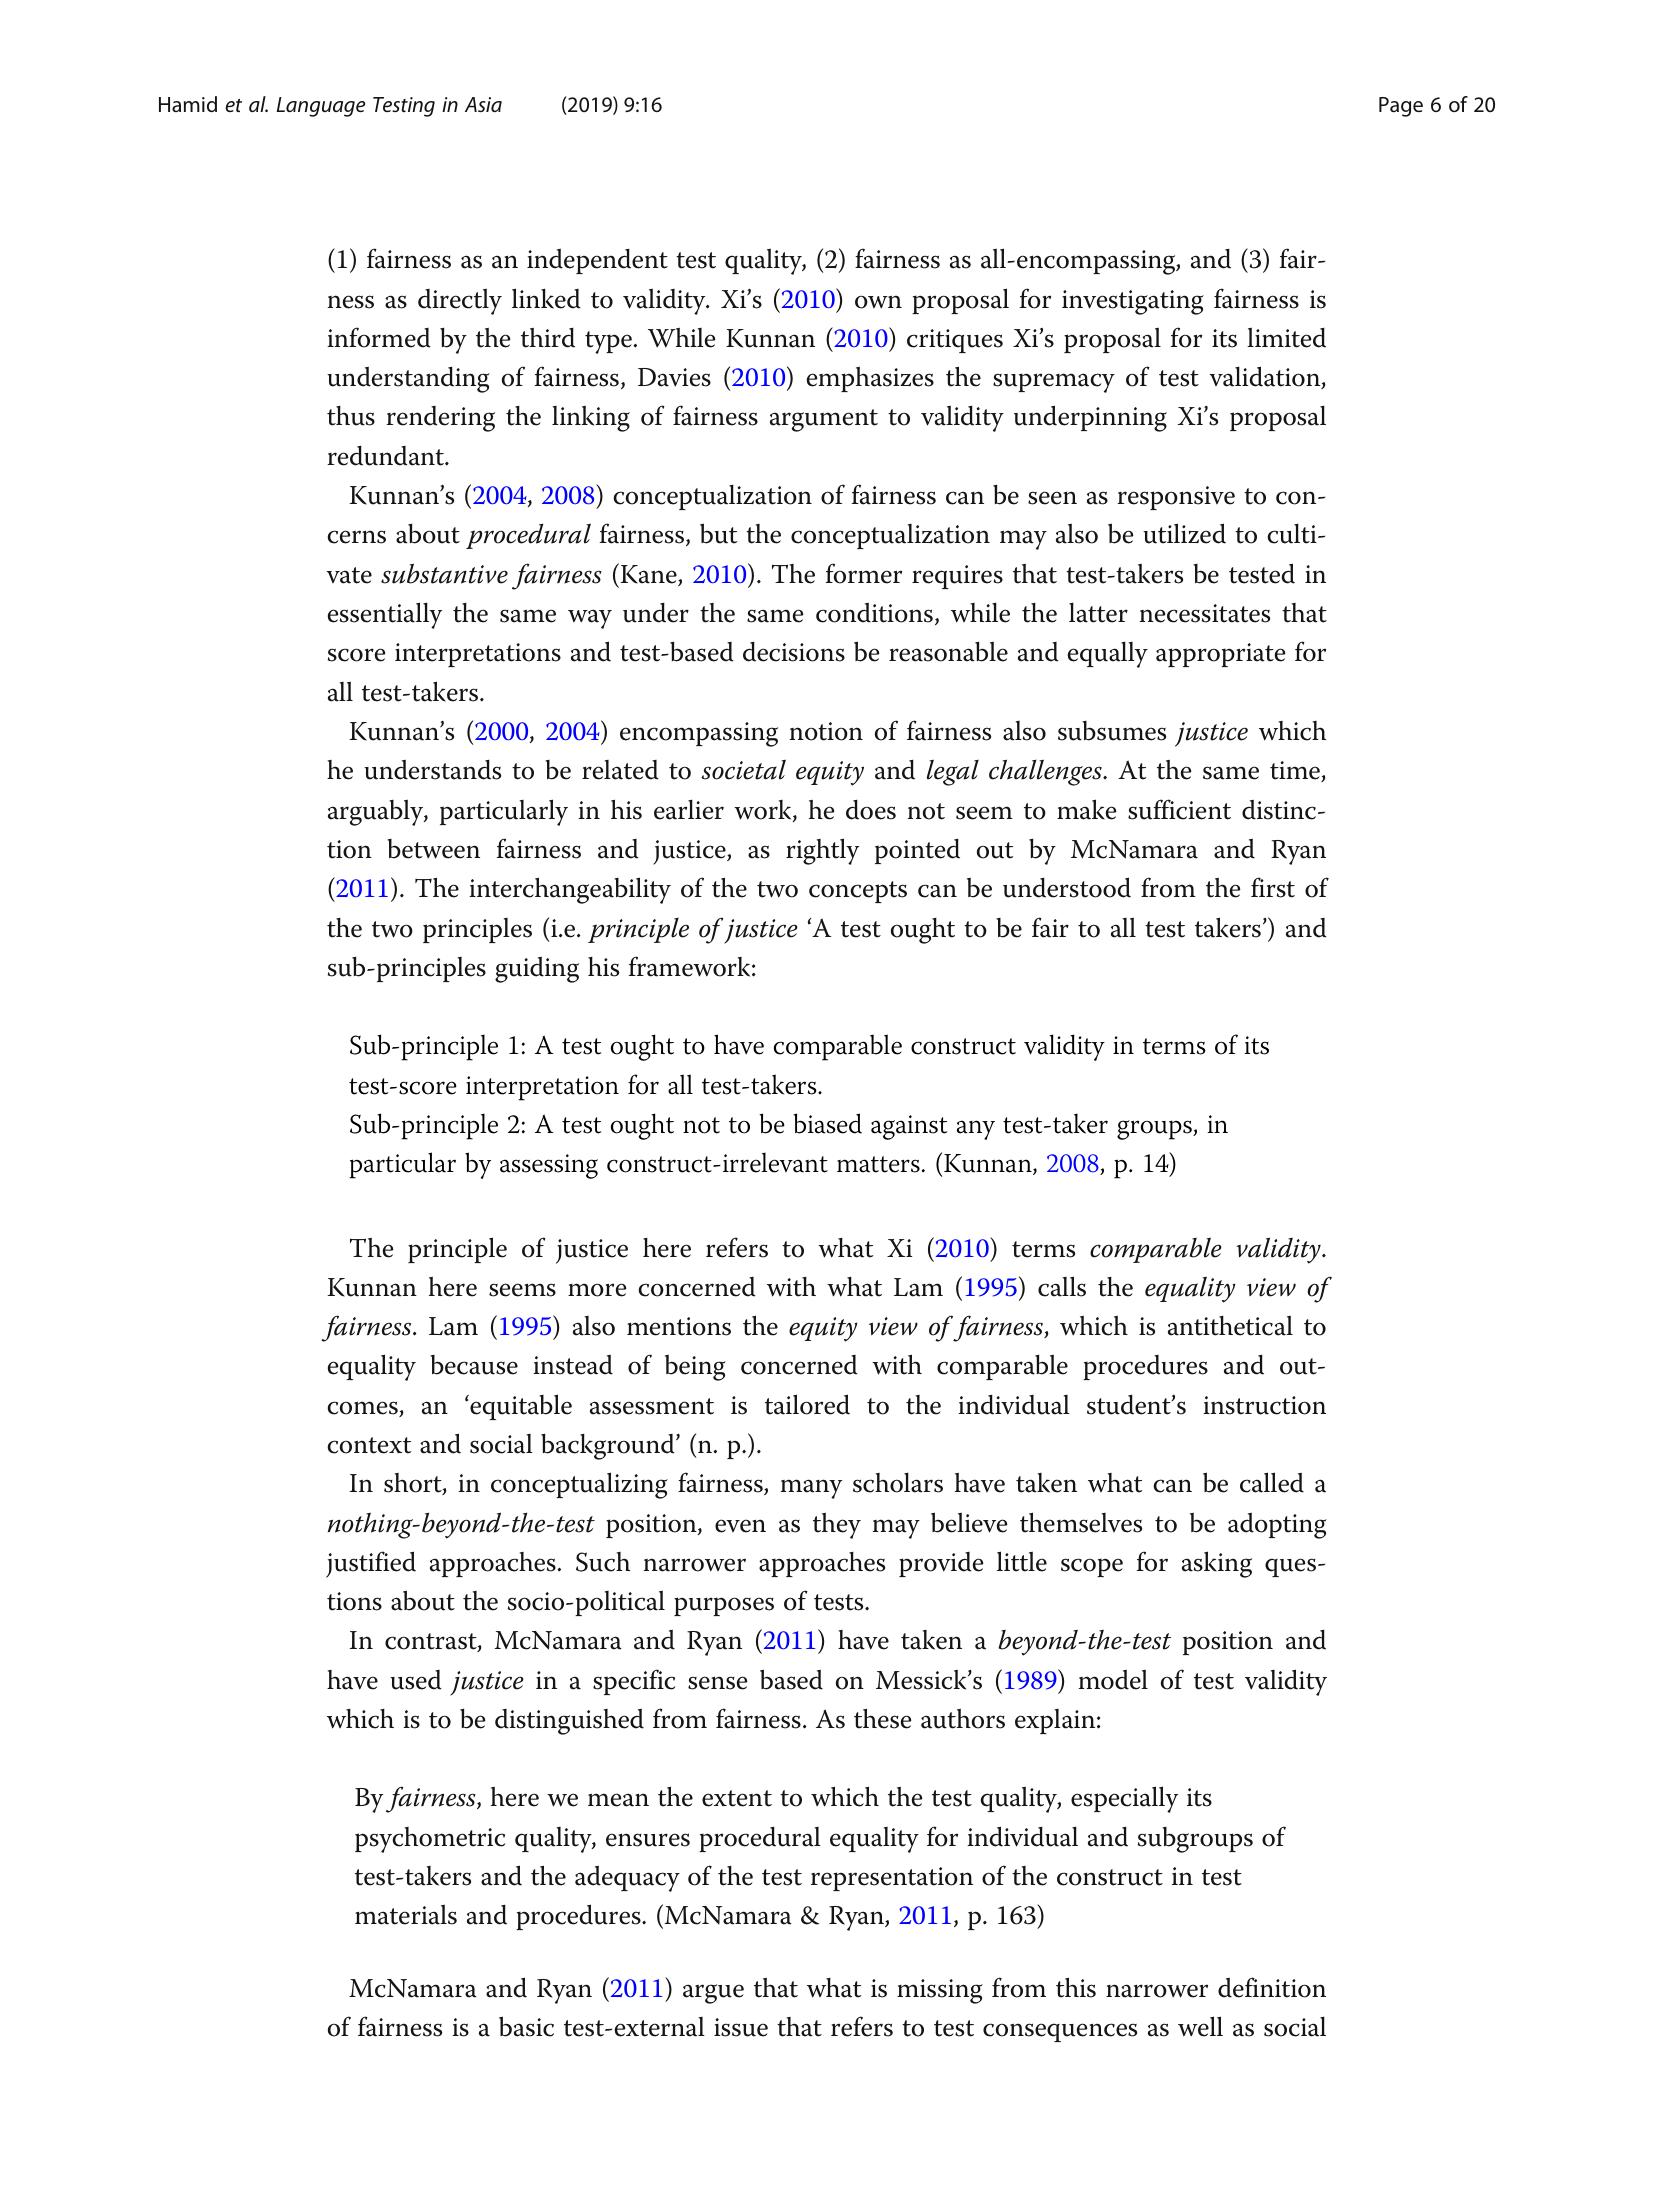 Hamid et al. Language Testing in Asia (2019) 9:16 Page 6 of 20
(1) fairness as an independent test quality, (2) fairness as all-encompassing, and (3) fair-
ness as directly linked to validity. Xi’s (2010) own proposal for investigating fairness is
informed by the third type. While Kunnan (2010) critiques Xi’s proposal for its limited
understanding of fairness, Davies (2010) emphasizes the supremacy of test validation,
thus rendering the linking of fairness argument to validity underpinning Xi’s proposal
redundant.
Kunnan’s (2004, 2008) conceptualization of fairness can be seen as responsive to con-
cerns about procedural fairness, but the conceptualization may also be utilized to culti-
vate substantive fairness (Kane, 2010). The former requires that test-takers be tested in
essentially the same way under the same conditions, while the latter necessitates that
score interpretations and test-based decisions be reasonable and equally appropriate for
all test-takers.
Kunnan’s (2000, 2004) encompassing notion of fairness also subsumes justice which
he understands to be related to societal equity and legal challenges. At the same time,
arguably, particularly in his earlier work, he does not seem to make sufficient distinc-
tion between fairness and justice, as rightly pointed out by McNamara and Ryan
(2011). The interchangeability of the two concepts can be understood from the first of
the two principles (i.e. principle of justice ‘A test ought to be fair to all test takers’) and
sub-principles guiding his framework:
Sub-principle 1: A test ought to have comparable construct validity in terms of its
test-score interpretation for all test-takers.
Sub-principle 2: A test ought not to be biased against any test-taker groups, in
particular by assessing construct-irrelevant matters. (Kunnan, 2008, p. 14)
The principle of justice here refers to what Xi (2010) terms comparable validity.
Kunnan here seems more concerned with what Lam (1995) calls the equality view of
fairness. Lam (1995) also mentions the equity view of fairness, which is antithetical to
equality because instead of being concerned with comparable procedures and out-
comes, an ‘equitable assessment is tailored to the individual student’s instruction
context and social background’ (n. p.).
In short, in conceptualizing fairness, many scholars have taken what can be called a
nothing-beyond-the-test position, even as they may believe themselves to be adopting
justified approaches. Such narrower approaches provide little scope for asking ques-
tions about the socio-political purposes of tests.
In contrast, McNamara and Ryan (2011) have taken a beyond-the-test position and
have used justice in a specific sense based on Messick’s (1989) model of test validity
which is to be distinguished from fairness. As these authors explain:
By fairness, here we mean the extent to which the test quality, especially its
psychometric quality, ensures procedural equality for individual and subgroups of
test-takers and the adequacy of the test representation of the construct in test
materials and procedures. (McNamara & Ryan, 2011, p. 163)
McNamara and Ryan (2011) argue that what is missing from this narrower definition
of fairness is a basic test-external issue that refers to test consequences as well as social